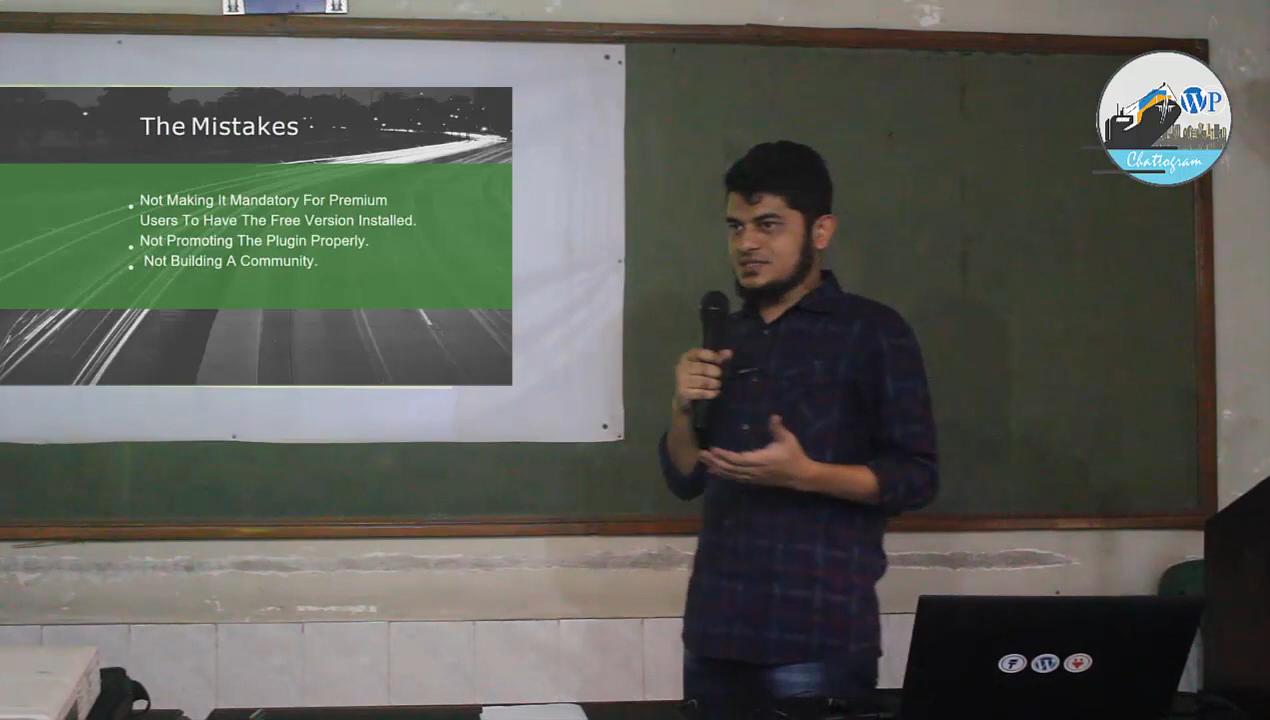 The Mistakes
Not Making It Mandatory For Premium
Users To Have The Free Version Installed.
Not Promoting The Plugin Properly.
Not Building A Community.
WP
Chattogram